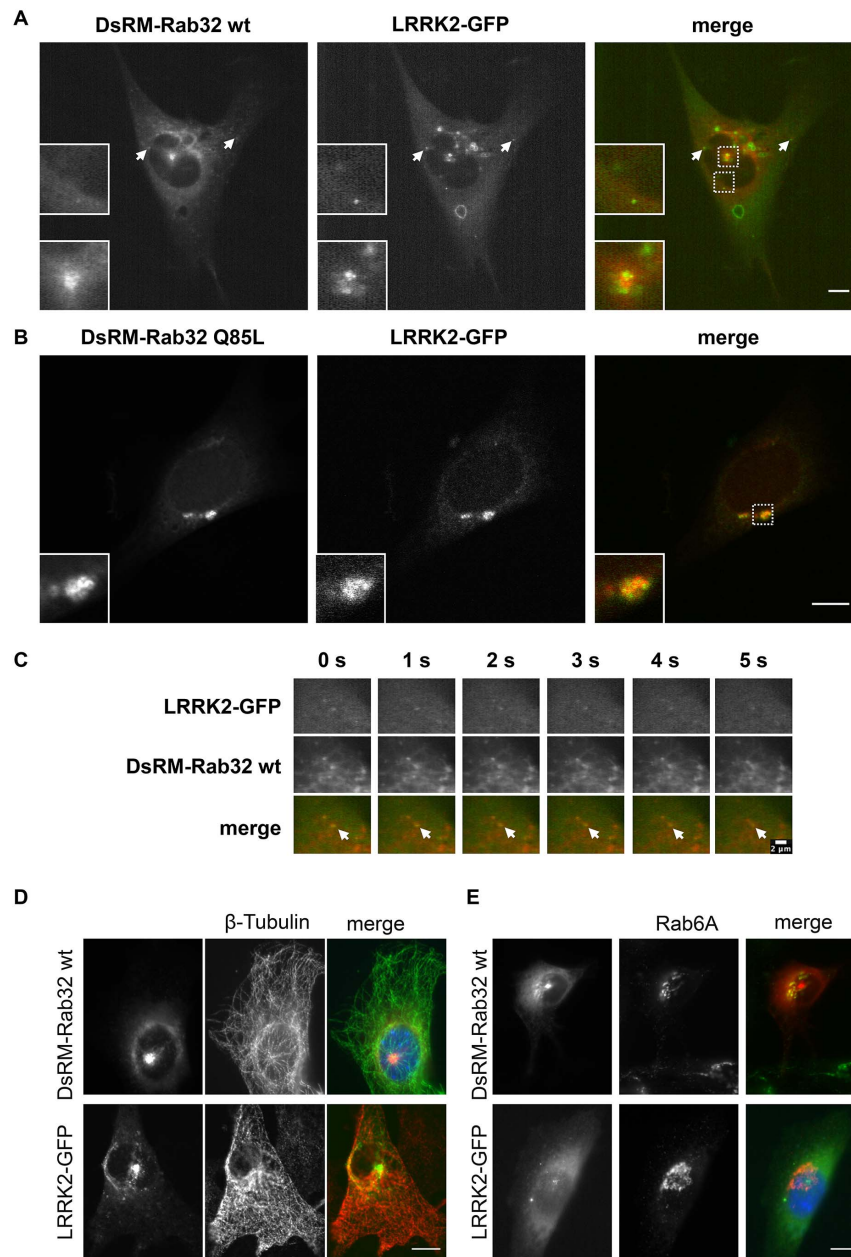 A
DsRM-Rab32 wt LRRK2-GFP merge
B
DsRM-Rab32 Q85L LRRK2-GFP merge
C
0 s 1 s 2 s 3 s 4 s 5 s
LRRK2-GFP
DsRM-Rab32 wt
merge
2 µm
D
β-Tubulin merge
DsRM-Rab32 wt
LRRK2-GFP
E
Rab6A merge
DsRM-Rab32 wt
LRRK2-GFP